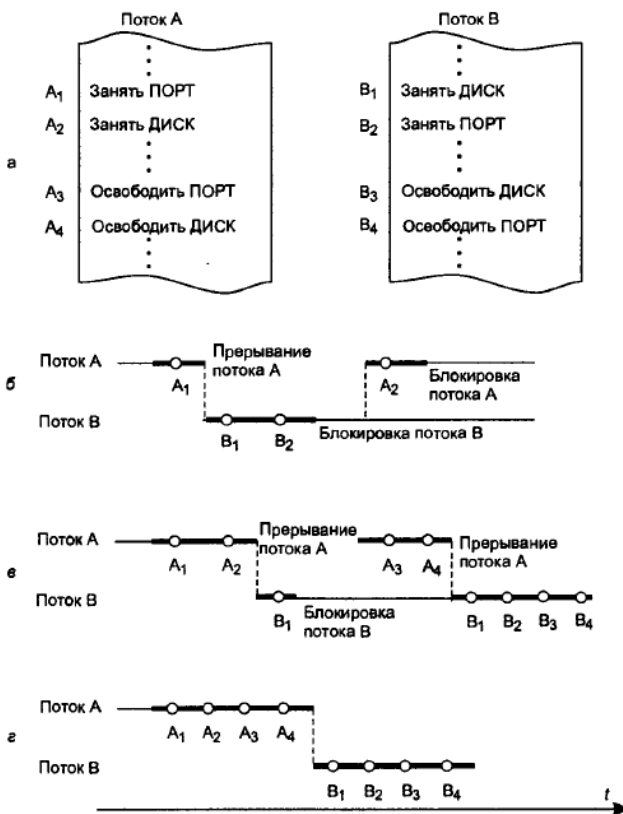 Поток A
Поток B
A1 Занять ПОРТ
B1 Занять ДИСК
A2 Занять ДИСК
B2 Занять ПОРТ
а
A3 Освободить ПОРТ
B3 Освободить ДИСК
A4 Освободить ДИСК
B4 Осеободить ПОРТ
б
Поток A
A1
Прерывание
потока A
A2
Блокировка
потока A
Поток B
B1
B2
Блокировка потока B
в
Поток A
A1
A2
Прерывание
потока A
A3
A4
Прерывание
потока A
Поток B
B1
Блокировка
потока B
B1
B2
B3
B4
г
Поток A
A1
A2
A3
A4
Поток B
B1
B2
B3
B4
t